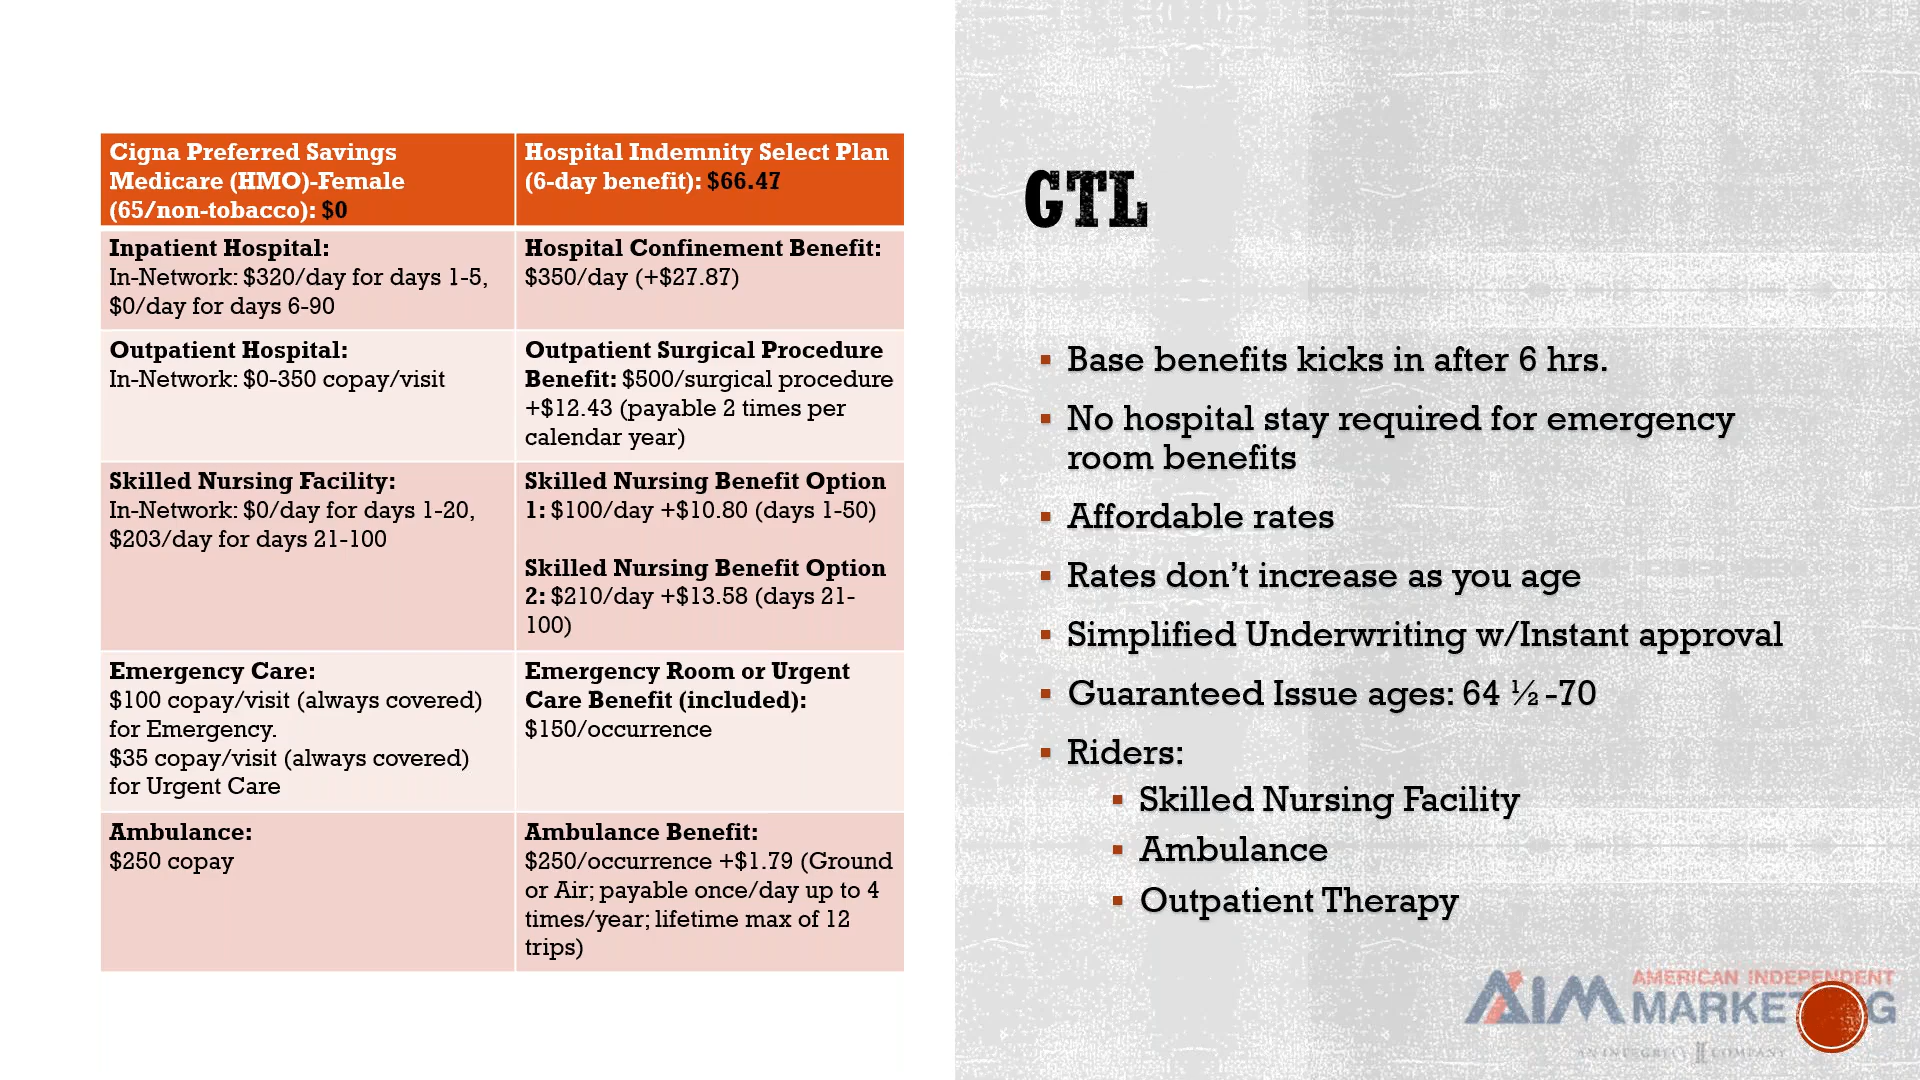 Cigna Preferred Savings
Medicare (HMO)-Female
(65/non-tobacco): $0
Hospital Indemnity Select Plan
(6-day benefit): $66.47
Inpatient Hospital:
In-Network: $320/day for days 1-5,
$0/day for days 6-90
Hospital Confinement Benefit:
$350/day (+$27.87)
Outpatient Hospital:
In-Network: $0-350 copay/visit
Outpatient Surgical Procedure
Benefit: $500/surgical procedure
+$12.43 (payable 2 times per
calendar year)
Skilled Nursing Facility:
In-Network: $0/day for days 1-20,
$203/day for days 21-100
Skilled Nursing Benefit Option
1: $100/day +$10.80 (days 1-50)
Skilled Nursing Benefit Option
2: $210/day +$13.58 (days 21-
100)
Emergency Care:
$100 copay/visit (always covered)
for Emergency.
$35 copay/visit (always covered)
for Urgent Care
Emergency Room or Urgent
Care Benefit (included):
$150/occurrence
Ambulance:
$250 copay
Ambulance Benefit:
$250/occurrence +$1.79 (Ground
or Air; payable once/day up to 4
times/year; lifetime max of 12
trips)
GTL
Base benefits kicks in after 6 hrs.
No hospital stay required for emergency
room benefits
Affordable rates
Rates don't increase as you age
Simplified Underwriting w/Instant approval
Guaranteed Issue ages: 64 ½ -70
Riders:
Skilled Nursing Facility
Ambulance
Outpatient Therapy
AIM AMERICAN INDEPENDENT
AN INTEGRITY COMPANY